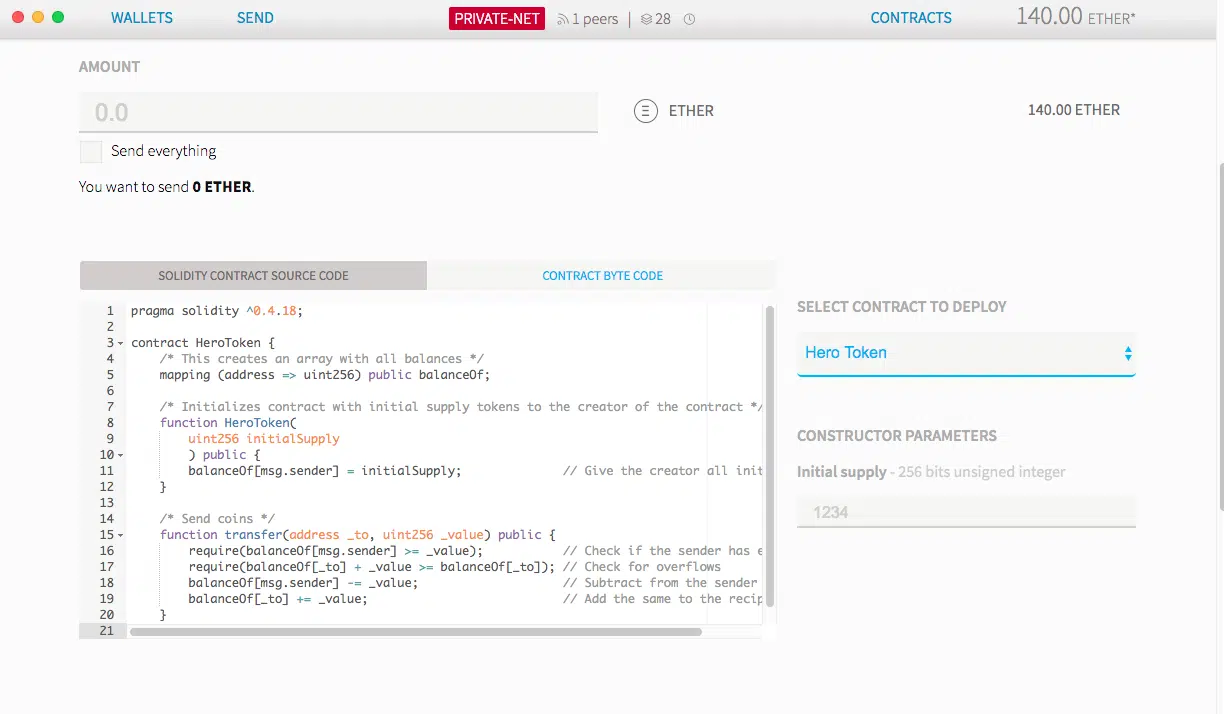 WALLETS SEND PRIVATE-NET 1 peers | 28 CONTRACTS 140.00 ETHER*
AMOUNT
0.0 ETHER 140.00 ETHER
Send everything
You want to send 0 ETHER.
SOLIDITY CONTRACT SOURCE CODE CONTRACT BYTE CODE
1 pragma solidity ^0.4.18;
2
3 contract HeroToken {
4 /* This creates an array with all balances */
5 mapping (address => uint256) public balanceOf;
6
7 /* Initializes contract with initial supply tokens to the creator of the contract */
8 function HeroToken(
9 uint256 initialSupply
10 ) public {
11 balanceOf[msg.sender] = initialSupply; // Give the creator all init
12 }
13
14 /* Send coins */
15 function transfer(address _to, uint256 _value) public {
16 require(balanceOf[msg.sender] >= _value); // Check if the sender has e
17 require(balanceOf[_to] + _value >= balanceOf[_to]); // Check for overflows
18 balanceOf[msg.sender] -= _value; // Subtract from the sender
19 balanceOf[_to] += _value; // Add the same to the recip
20 }
21
SELECT CONTRACT TO DEPLOY
Hero Token
CONSTRUCTOR PARAMETERS
Initial supply - 256 bits unsigned integer
1234